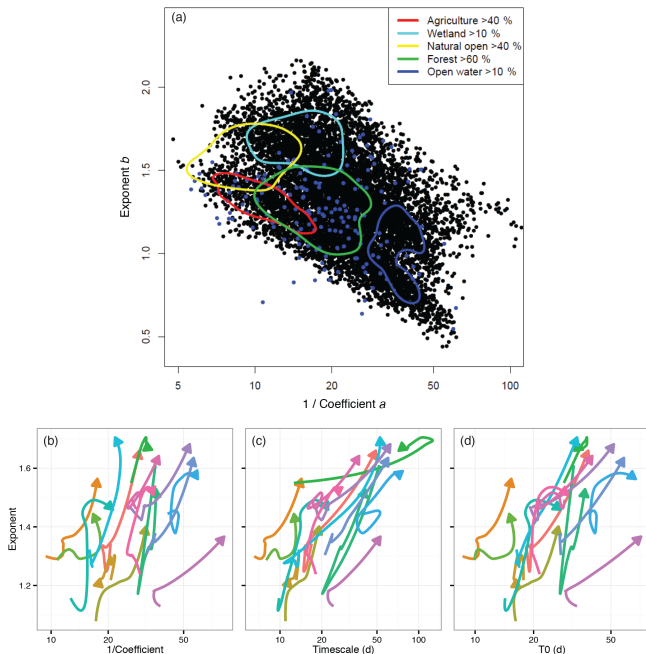 (a)
Agriculture >40 %
Wetland >10 %
Natural open >40 %
Forest >60 %
Open water >10 %
Exponent b
2.0
1.5
1.0
0.5
5 10 20 50 100
1 / Coefficient a
(b) (c) (d)
Exponent
1.6
1.4
1.2
10 20 50
1/Coefficient
10 20 50 100
Timescale (d)
10 20 50
T0 (d)